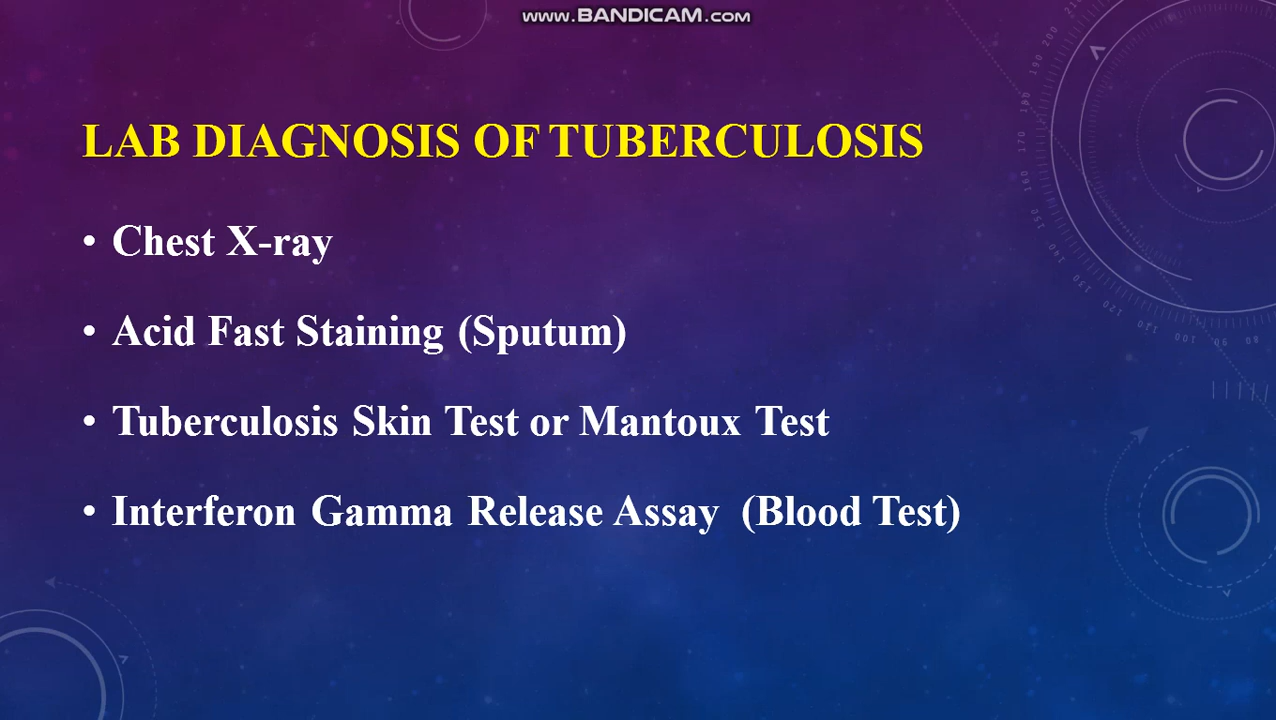 www.BANDICAM.com
LAB DIAGNOSIS OF TUBERCULOSIS
• Chest X-ray
• Acid Fast Staining (Sputum)
• Tuberculosis Skin Test or Mantoux Test
• Interferon Gamma Release Assay (Blood Test)